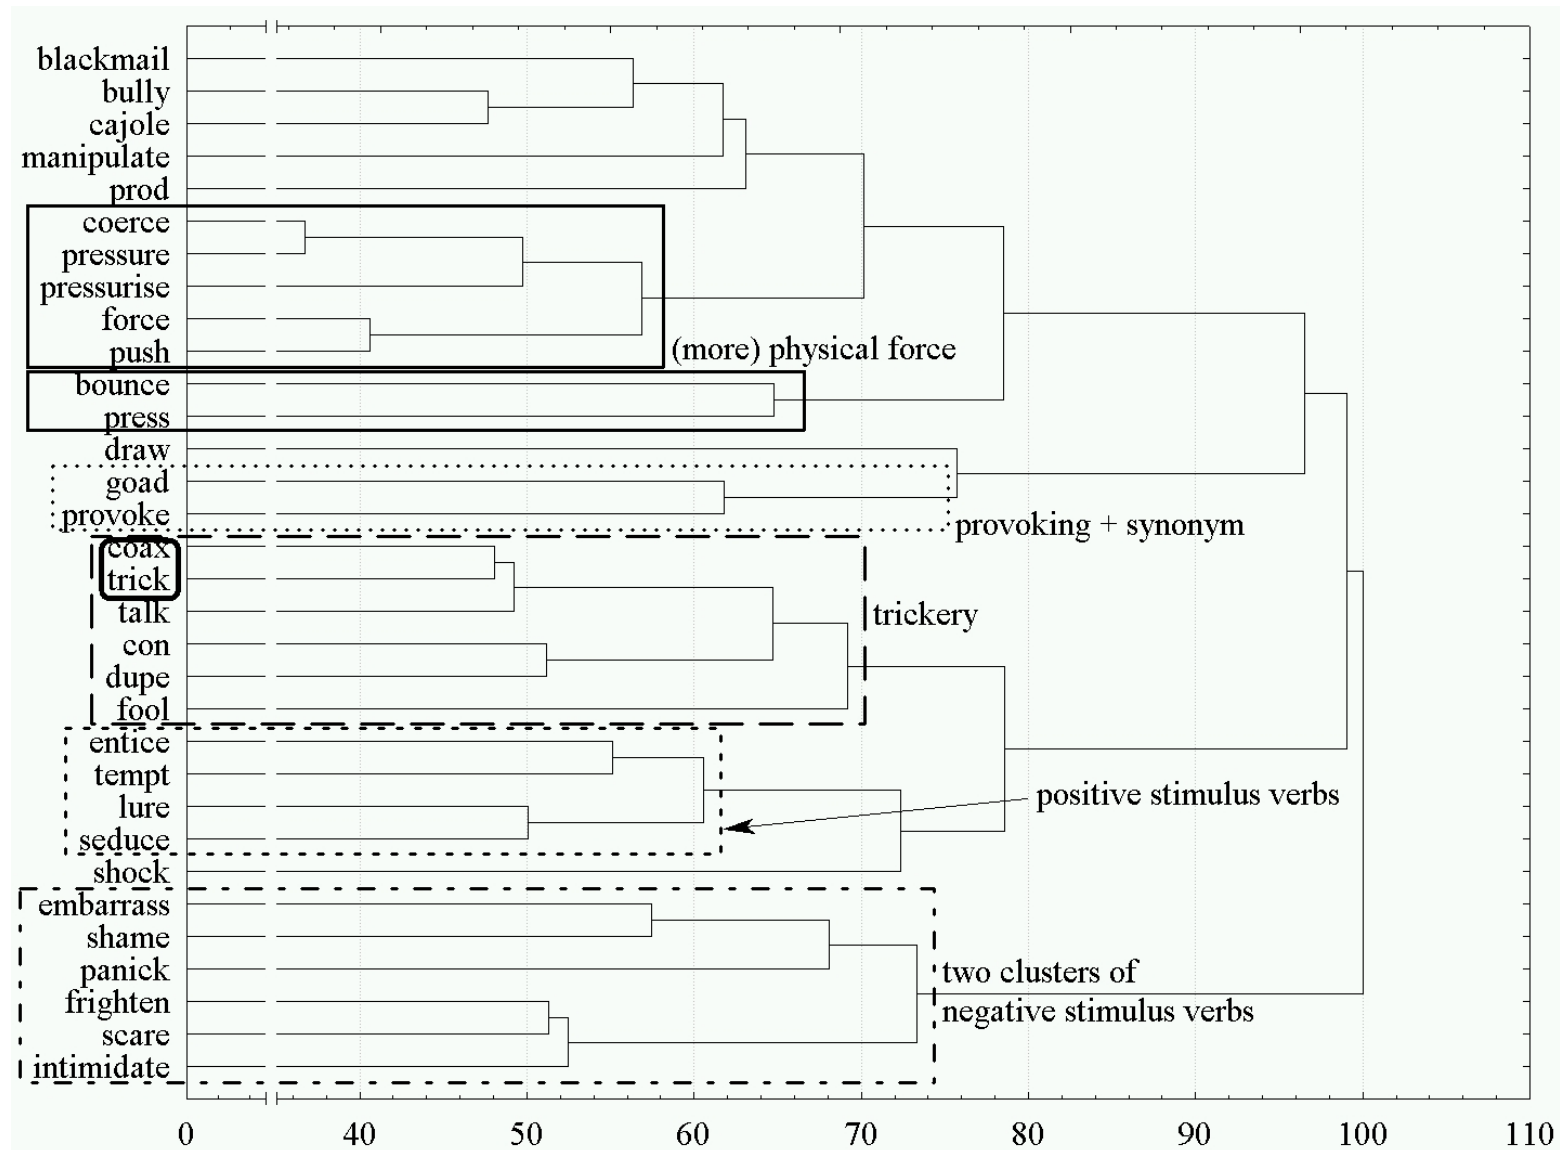 blackmail
bully
cajole
manipulate
prod
coerce
pressure
pressurise
force
push
(more) physical force
bounce
press
draw
goad
provoke
provoking + synonym
coax
trick
talk
trickery
con
dupe
fool
entice
tempt
lure
positive stimulus verbs
seduce
shock
embarrass
shame
panick
two clusters of
frighten
negative stimulus verbs
scare
intimidate
0 40 50 60 70 80 90 100 110